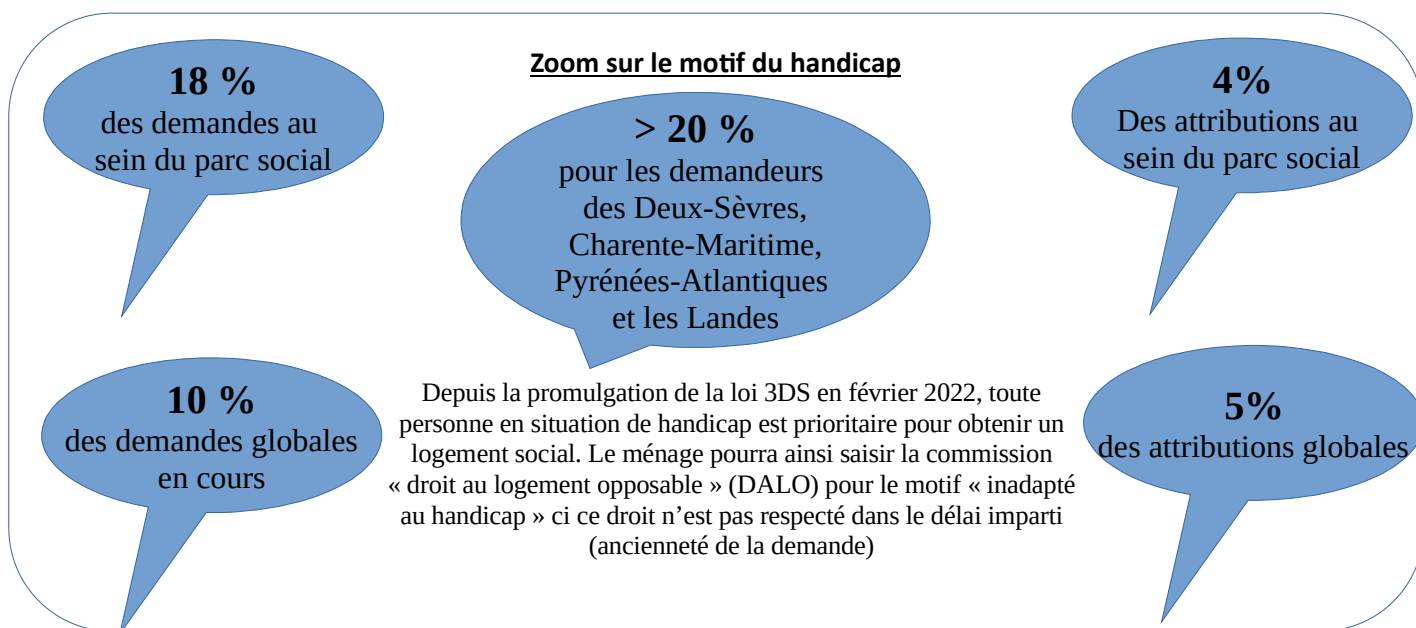 Zoom sur le motif du handicap
18 %
des demandes au
sein du parc social
> 20 %
pour les demandeurs
des Deux-Sèvres,
Charente-Maritime,
Pyrénées-Atlantiques
et les Landes
4%
Des attributions au
sein du parc social
10 %
des demandes globales
en cours
Depuis la promulgation de la loi 3DS en février 2022, toute
personne en situation de handicap est prioritaire pour obtenir un
logement social. Le ménage pourra ainsi saisir la commission
« droit au logement opposable » (DALO) pour le motif « inadapté
au handicap » ci ce droit n’est pas respecté dans le délai imparti
(ancienneté de la demande)
5%
des attributions globales